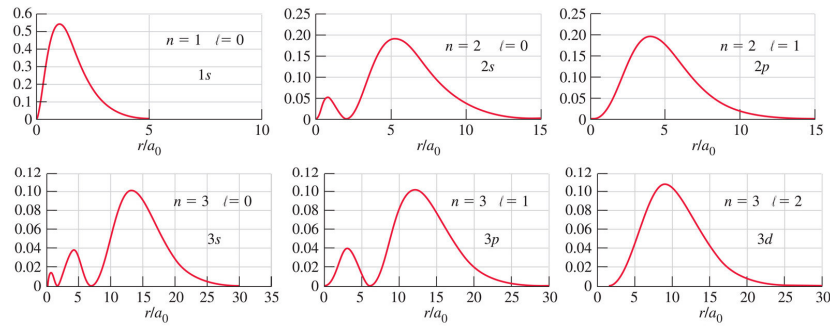 0.6
0.5
0.4
0.3
0.2
0.1
0
n = 1 ℓ = 0
1s
0 5 10
r/a₀
0.25
0.20
0.15
0.10
0.05
0
n = 2 ℓ = 0
2s
0 5 10 15
r/a₀
0.25
0.20
0.15
0.10
0.05
0
n = 2 ℓ = 1
2p
0 5 10 15
r/a₀
0.12
0.10
0.08
0.06
0.04
0.02
0
n = 3 ℓ = 0
3s
0 5 10 15 20 25 30 35
r/a₀
0.12
0.10
0.08
0.06
0.04
0.02
0
n = 3 ℓ = 1
3p
0 5 10 15 20 25 30
r/a₀
0.12
0.10
0.08
0.06
0.04
0.02
0
n = 3 ℓ = 2
3d
0 5 10 15 20 25 30
r/a₀